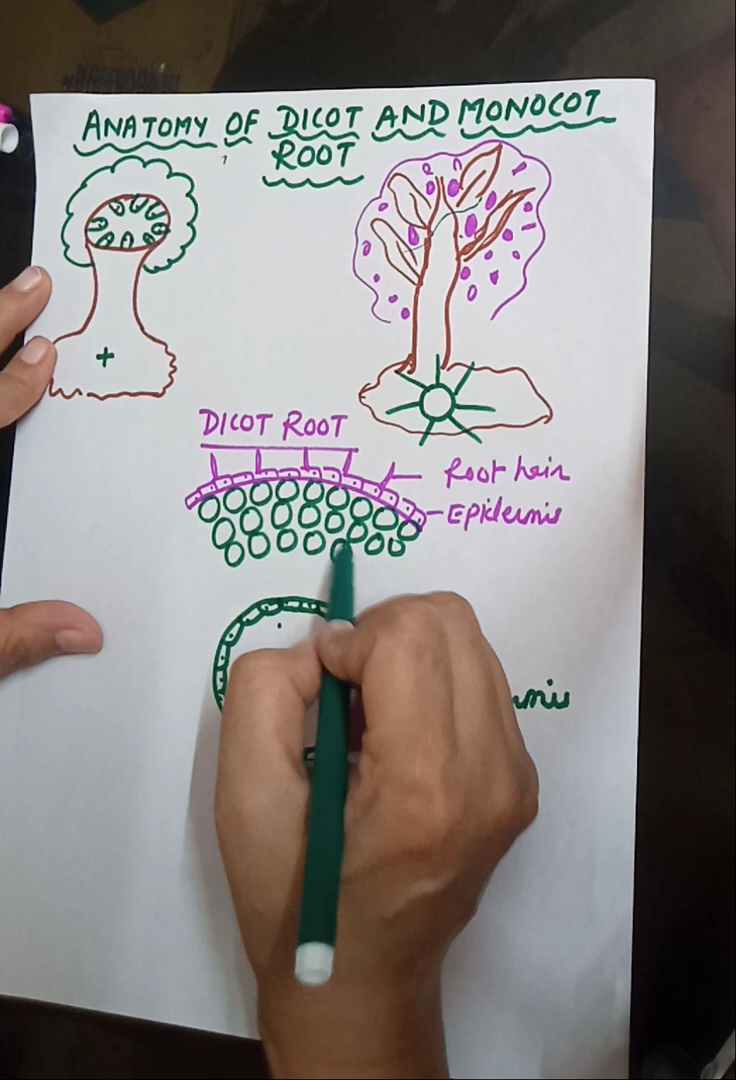 ANATOMY OF DICOT AND MONOCOT
ROOT
+
DICOT ROOT
Root hair
Epidermis